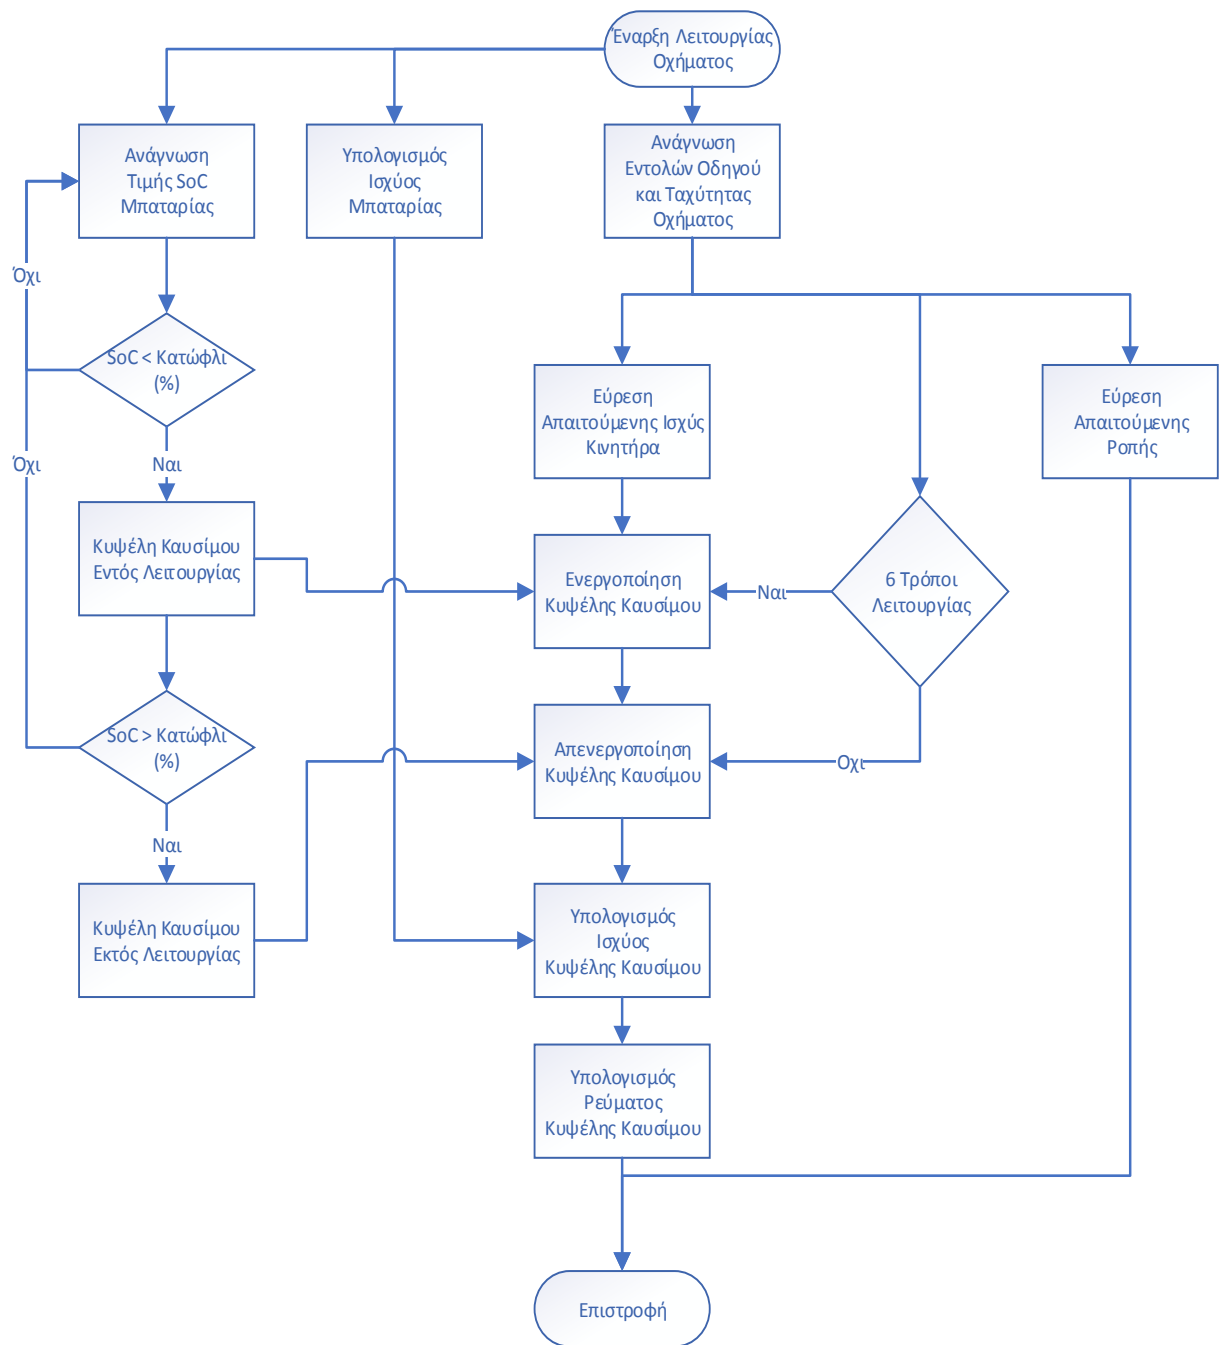 Έναρξη Λειτουργίας
Οχήματος
Ανάγνωση
Τιμής SoC
Μπαταρίας
Υπολογισμός
Ισχύος
Μπαταρίας
Ανάγνωση
Εντολών Οδηγού
και Ταχύτητας
Οχήματος
Όχι
SoC < Κατώφλι
(%)
Εύρεση
Απαιτούμενης Ισχύς
Κινητήρα
Εύρεση
Απαιτούμενης
Ροπής
Όχι
Ναι
Κυψέλη Καυσίμου
Εντός Λειτουργίας
Ενεργοποίηση
Κυψέλης Καυσίμου
Ναι
6 Τρόποι
Λειτουργίας
SoC > Κατώφλι
(%)
Απενεργοποίηση
Κυψέλης Καυσίμου
Οχι
Ναι
Κυψέλη Καυσίμου
Εκτός Λειτουργίας
Υπολογισμός
Ισχύος
Κυψέλης Καυσίμου
Υπολογισμός
Ρεύματος
Κυψέλης Καυσίμου
Επιστροφή